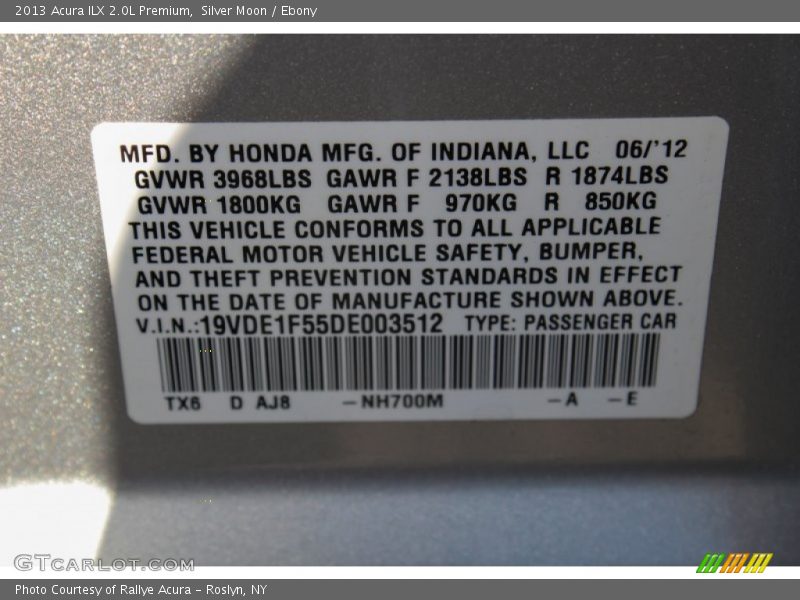 2013 Acura ILX 2.0L Premium,  Silver Moon / Ebony
MFD. BY HONDA MFG. OF INDIANA, LLC 06/'12
GVWR 3968LBS GAWR F 2138LBS R 1874LBS
GVWR 1800KG GAWR F 970KG R 850KG
THIS VEHICLE CONFORMS TO ALL APPLICABLE
FEDERAL MOTOR VEHICLE SAFETY, BUMPER,
AND THEFT PREVENTION STANDARDS IN EFFECT
ON THE DATE OF MANUFACTURE SHOWN ABOVE.
V.I.N.:19VDE1F55DE003512 TYPE: PASSENGER CAR
TX6 D AJ8 -NH700M -A -E
GTCARLOT.COM
Photo Courtesy of Rallye Acura - Roslyn, NY